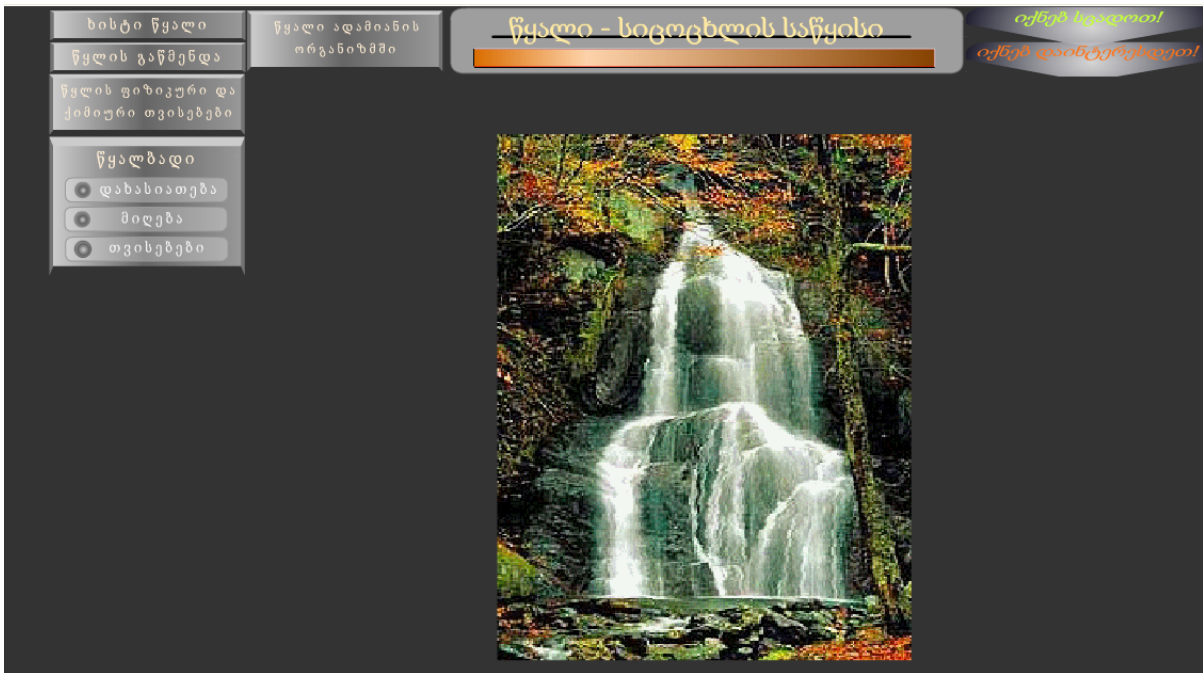 ხისტი წყალი
წყლის გაწმენდა
წყლის ფიზიკური და
ქიმიური თვისებები
წყალბადი
დახასიათება
მიღება
თვისებები
წყალი ადამიანის
ორგანიზმში
წყალი - სიცოცხლის საწყისი
იქნებ სცადოთ!
იქნებ დაინტერესდეთ!